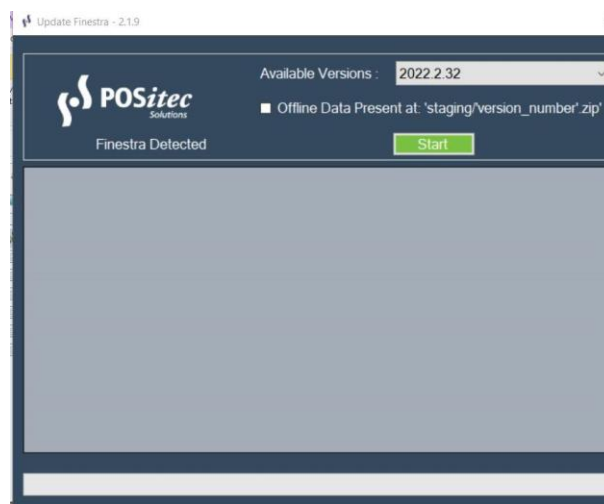 Update Finestra - 2.1.9
Available Versions :
2022.2.32
POSitec
Solutions
Offline Data Present at: 'staging/'version_number'.zip'
Finestra Detected
Start